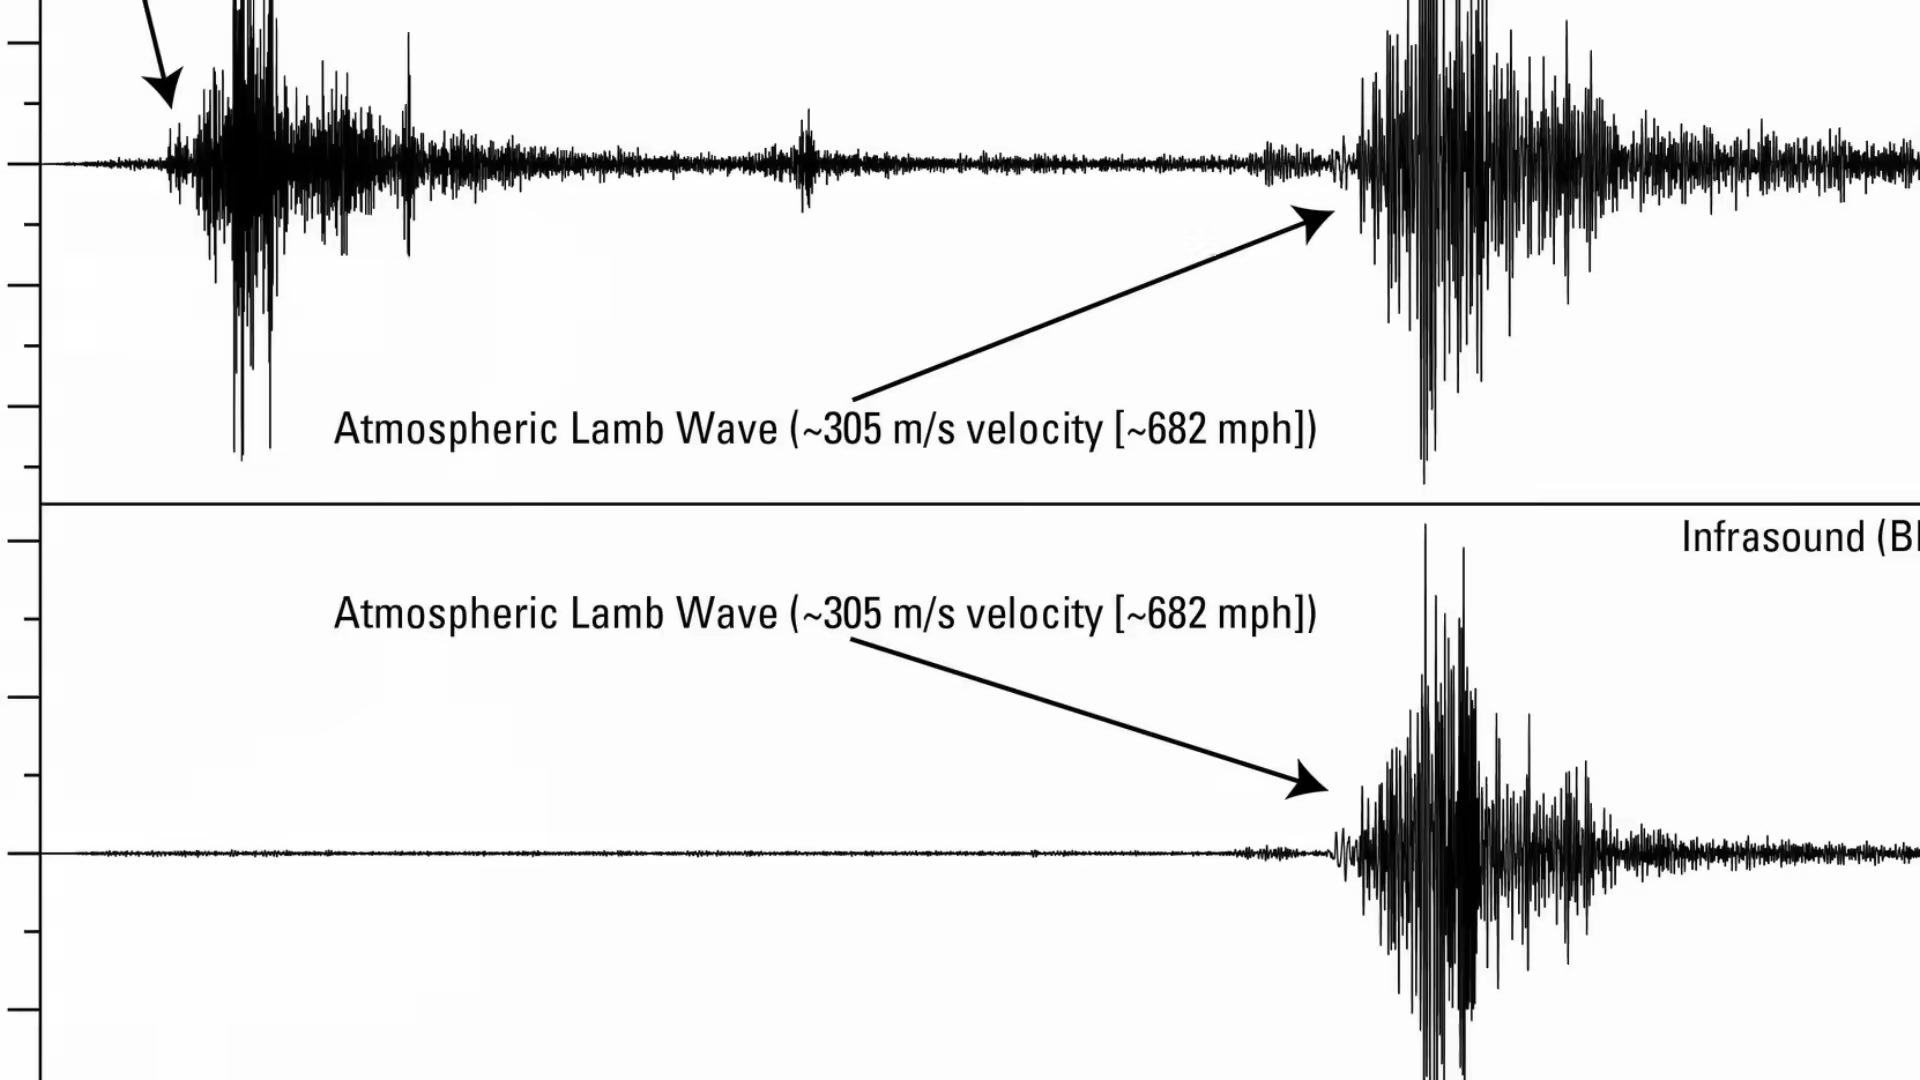 Atmospheric Lamb Wave (~305 m/s velocity [~682 mph])
Infrasound (B
Atmospheric Lamb Wave (~305 m/s velocity [~682 mph])